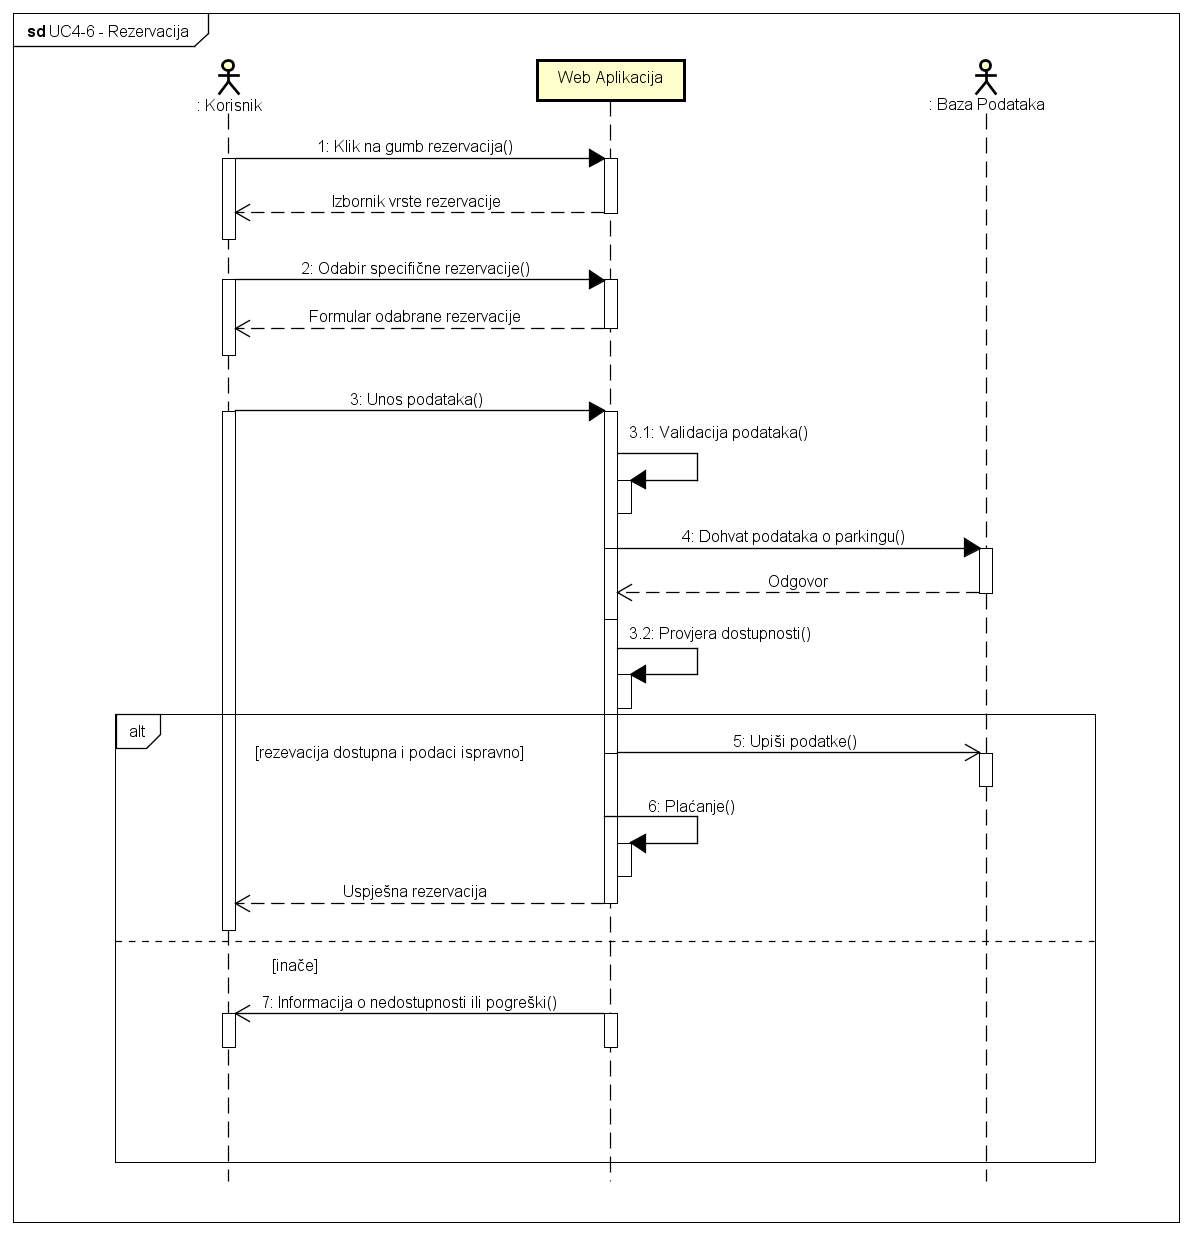 sd UC4-6 - Rezervacija
: Korisnik
Web Aplikacija
: Baza Podataka
1: Klik na gumb rezervacija()
Izbornik vrste rezervacije
2: Odabir specifične rezervacije()
Formular odabrane rezervacije
3: Unos podataka()
3.1: Validacija podataka()
4: Dohvat podataka o parkingu()
Odgovor
3.2: Provjera dostupnosti()
alt
[rezevacija dostupna i podaci ispravno]
5: Upiši podatke()
6: Plaćanje()
Uspješna rezervacija
[inače]
7: Informacija o nedostupnosti ili pogreški()